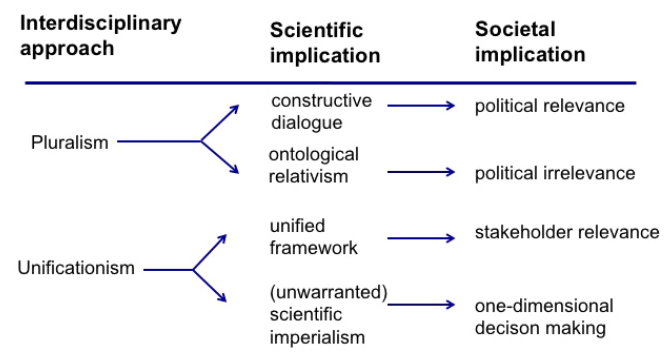 Interdisciplinary
approach
Scientific
implication
Societal
implication
Pluralism
constructive
dialogue
political relevance
ontological
relativism
political irrelevance
Unificationism
unified
framework
stakeholder relevance
(unwarranted)
scientific
imperialism
one-dimensional
decison making